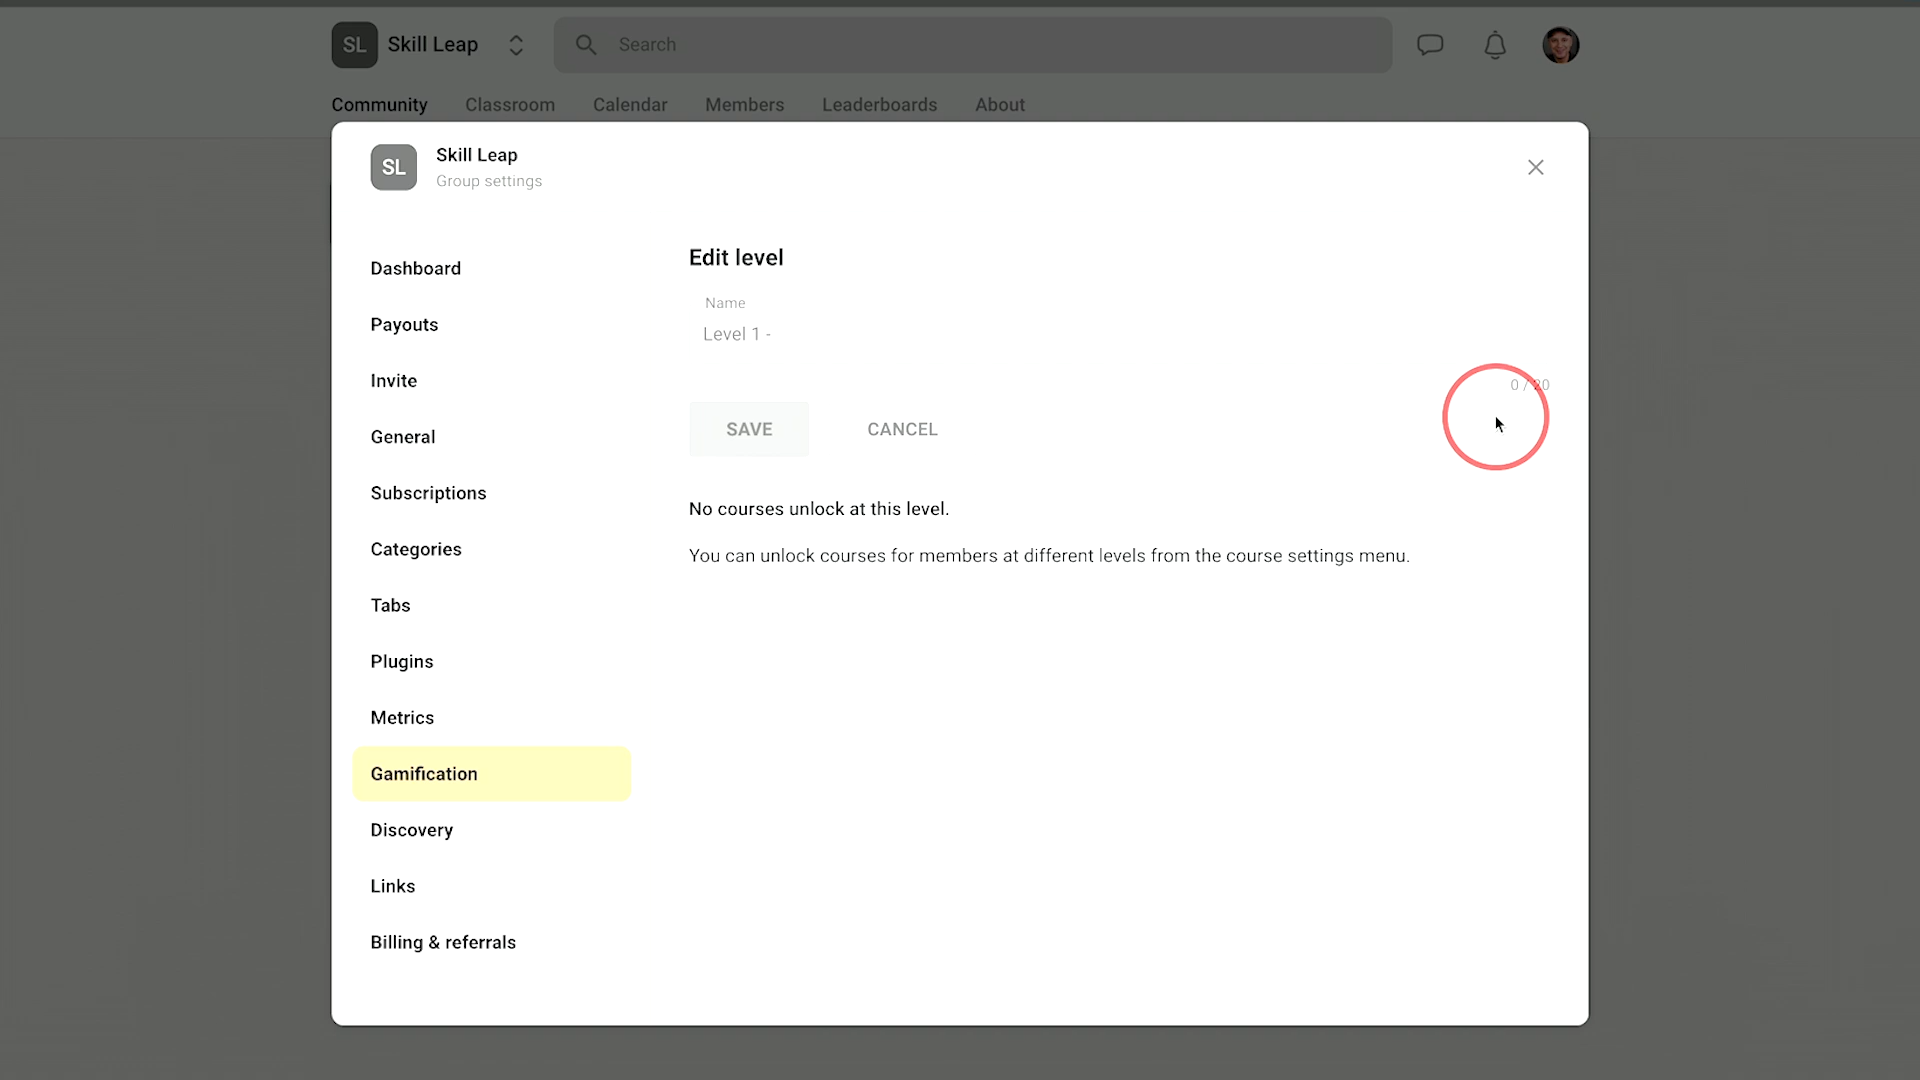 SL Skill Leap Search
Community Classroom Calendar Members Leaderboards About
SL Skill Leap
Group settings
Dashboard
Payouts
Invite
General
Subscriptions
Categories
Tabs
Plugins
Metrics
Gamification
Discovery
Links
Billing & referrals
Edit level
Name
Level 1 -
0 / 20
SAVE CANCEL
No courses unlock at this level.
You can unlock courses for members at different levels from the course settings menu.